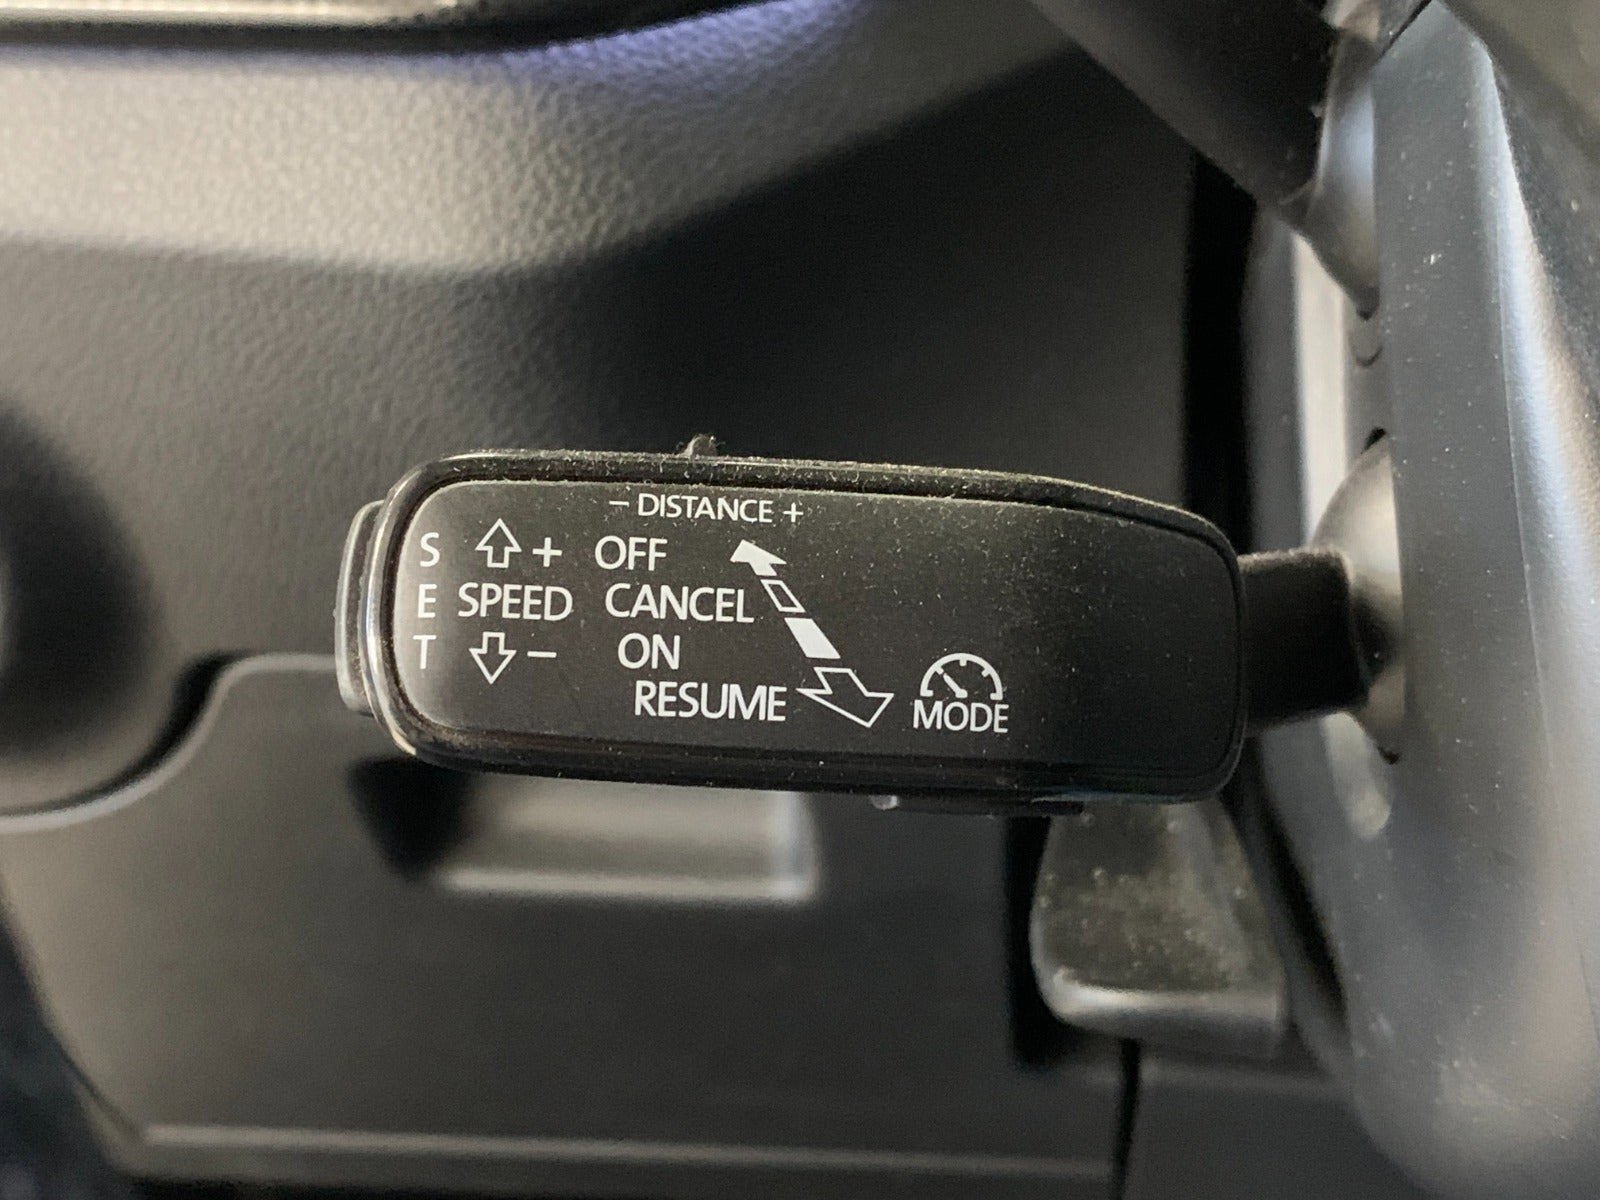 − DISTANCE +
S + OFF
E SPEED CANCEL
T − ON
RESUME
MODE